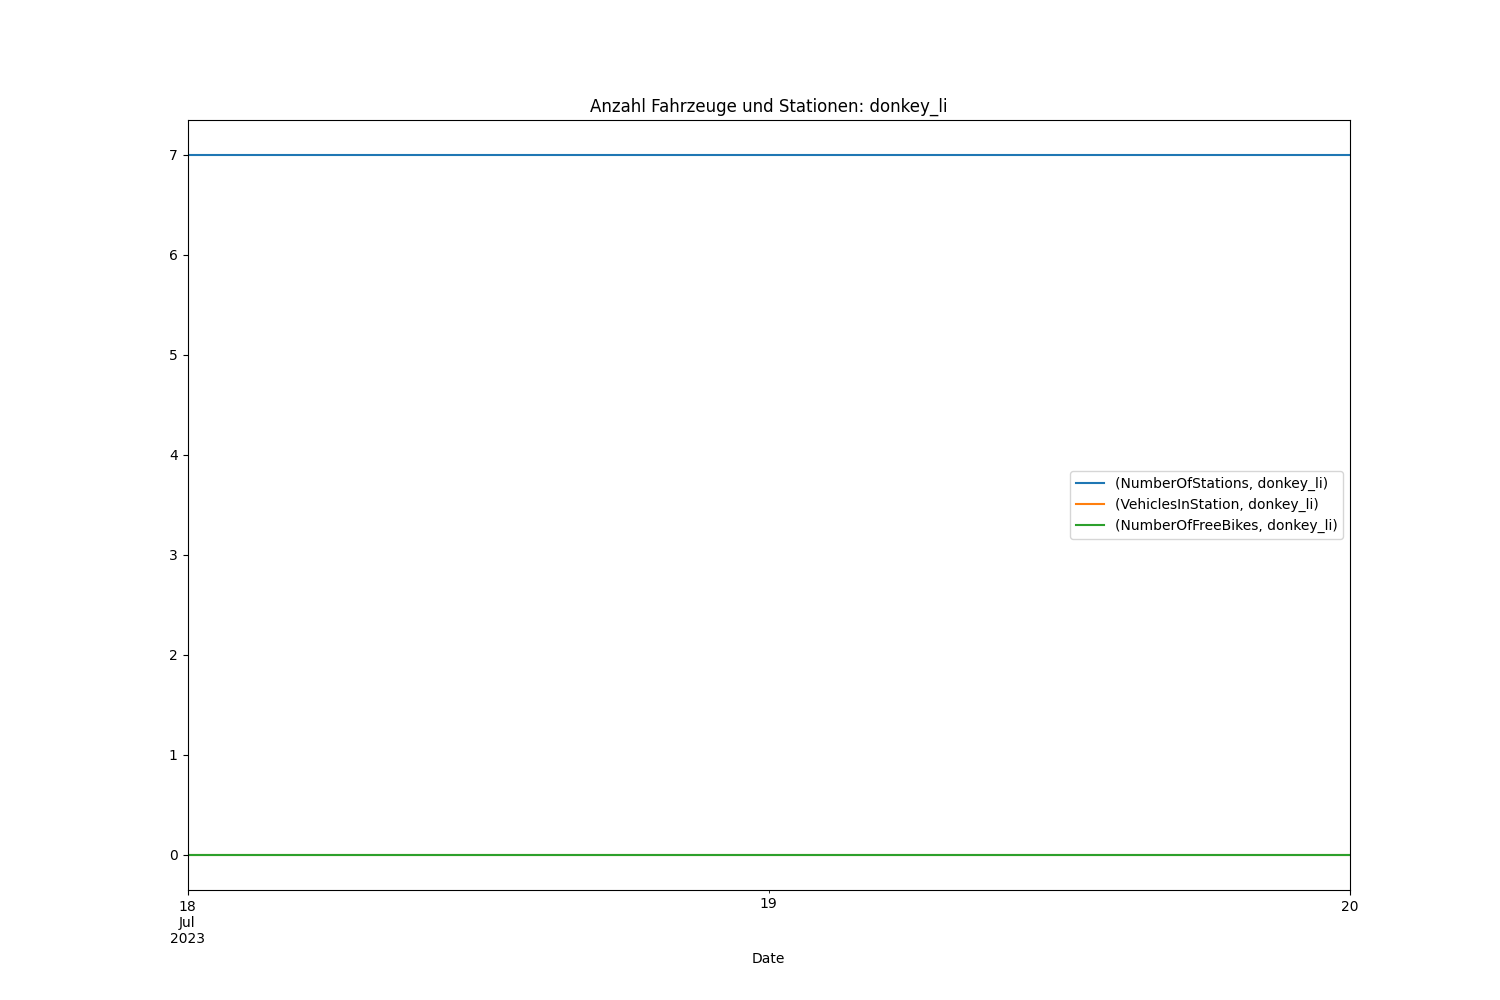 Anzahl Fahrzeuge und Stationen: donkey_li
7
6
5
4
3
2
1
0
(NumberOfStations, donkey_li)
(VehiclesInStation, donkey_li)
(NumberOfFreeBikes, donkey_li)
18 19 20
Jul
2023
Date